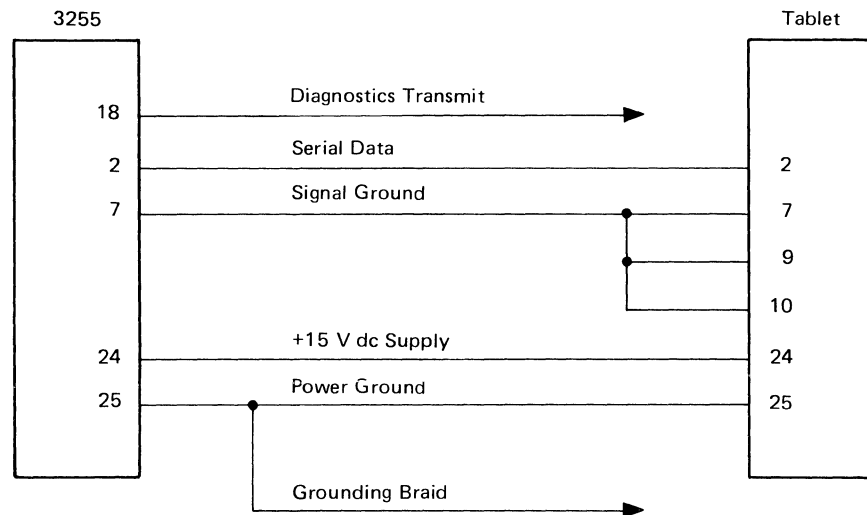 3255 Tablet
Diagnostics Transmit
18
Serial Data
2 2
Signal Ground
7 7
9
10
+15 V dc Supply
24 24
Power Ground
25 25
Grounding Braid